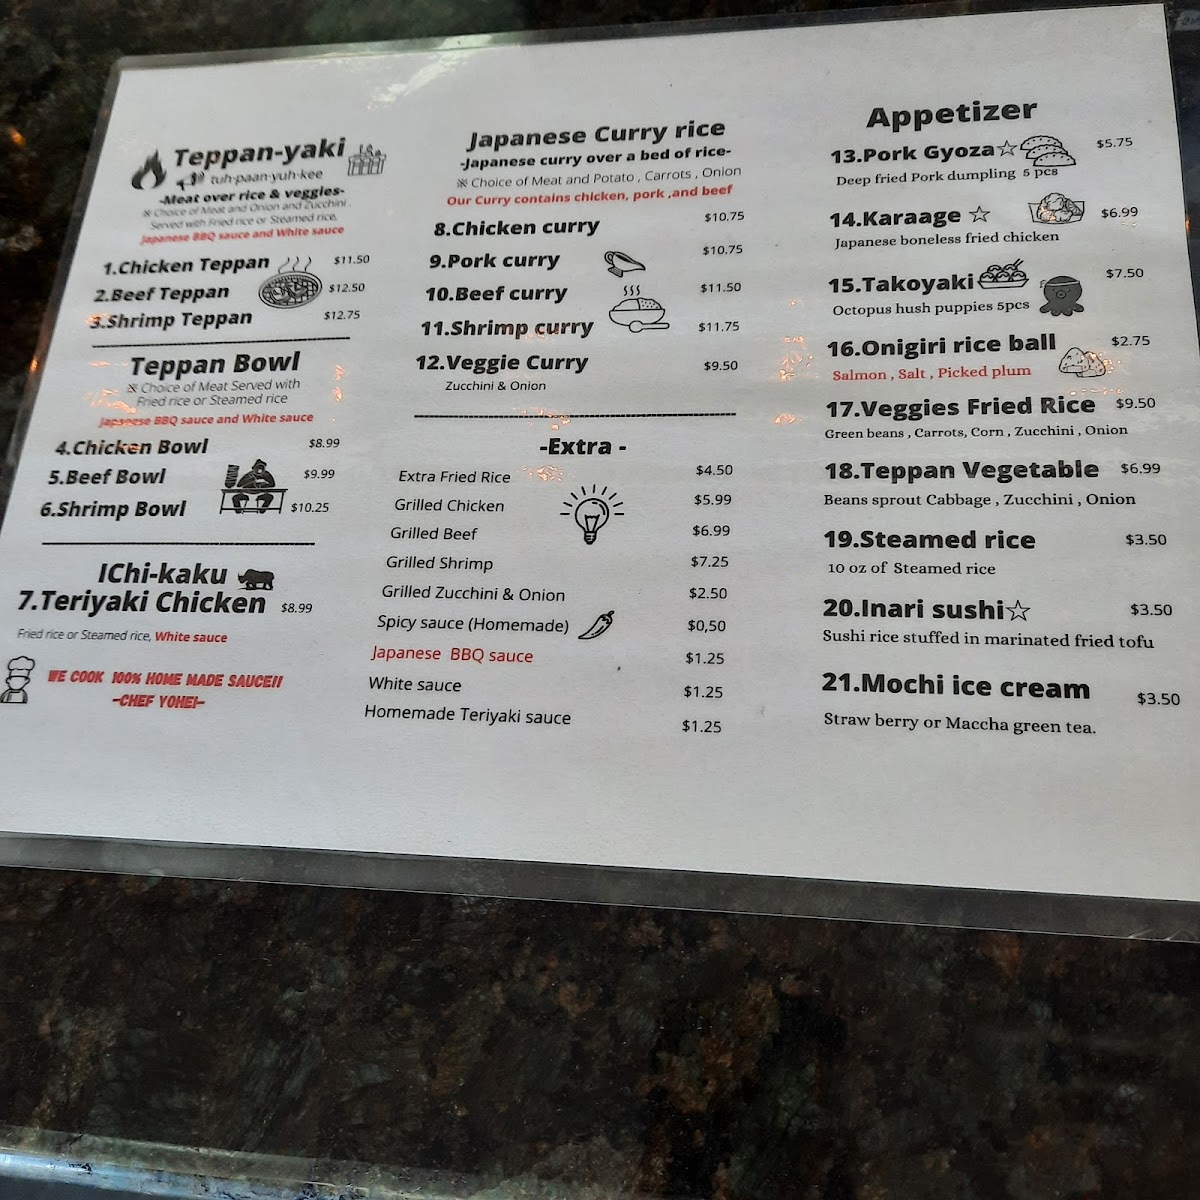 Teppan-yaki
tuh-paan-yuh-kee
-Meat over rice & veggies-
※ Choice of Meat and Onion and Zucchini.
Served with Fried rice or Steamed rice,
Japanese BBQ sauce and White sauce
1.Chicken Teppan $11.50
2.Beef Teppan $12.50
3.Shrimp Teppan $12.75
Teppan Bowl
※ Choice of Meat Served with
Fried rice or Steamed rice
Japanese BBQ sauce and White sauce
4.Chicken Bowl $8.99
5.Beef Bowl $9.99
6.Shrimp Bowl $10.25
IChi-kaku
7.Teriyaki Chicken $8.99
Fried rice or Steamed rice, White sauce
WE COOK 100% HOME MADE SAUCE!!
-CHEF YOHEI-
Japanese Curry rice
-Japanese curry over a bed of rice-
※ Choice of Meat and Potato , Carrots , Onion
Our Curry contains chicken, pork ,and beef
8.Chicken curry $10.75
9.Pork curry $10.75
10.Beef curry $11.50
11.Shrimp curry $11.75
12.Veggie Curry $9.50
Zucchini & Onion
-Extra -
Extra Fried Rice $4.50
Grilled Chicken $5.99
Grilled Beef $6.99
Grilled Shrimp $7.25
Grilled Zucchini & Onion $2.50
Spicy sauce (Homemade) $0,50
Japanese BBQ sauce $1.25
White sauce $1.25
Homemade Teriyaki sauce $1.25
Appetizer
13.Pork Gyoza☆ $5.75
Deep fried Pork dumpling 5 pcs
14.Karaage ☆ $6.99
Japanese boneless fried chicken
15.Takoyaki $7.50
Octopus hush puppies 5pcs
16.Onigiri rice ball $2.75
Salmon , Salt , Picked plum
17.Veggies Fried Rice $9.50
Green beans , Carrots, Corn , Zucchini , Onion
18.Teppan Vegetable $6.99
Beans sprout Cabbage , Zucchini , Onion
19.Steamed rice $3.50
10 oz of Steamed rice
20.Inari sushi☆ $3.50
Sushi rice stuffed in marinated fried tofu
21.Mochi ice cream $3.50
Straw berry or Maccha green tea.